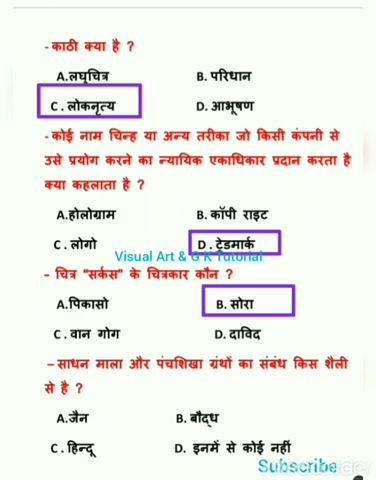 - काठी क्या है ?
A.लघुचित्र B. परिधान
C . लोकनृत्य D. आभूषण
- कोई नाम चिन्ह या अन्य तरीका जो किसी कंपनी से
उसे प्रयोग करने का न्यायिक एकाधिकार प्रदान करता है
क्या कहलाता है ?
A.होलोग्राम B. कॉपी राइट
C . लोगो D . ट्रेडमार्क
Visual Art & G K Tutorial
- चित्र “सर्कस” के चित्रकार कौन ?
A.पिकासो B. सोरा
C . वान गोग D. दाविद
- साधन माला और पंचशिखा ग्रंथों का संबंध किस शैली
से है ?
A.जैन B. बौद्ध
C . हिन्दू D. इनमें से कोई नहीं
Subscribe